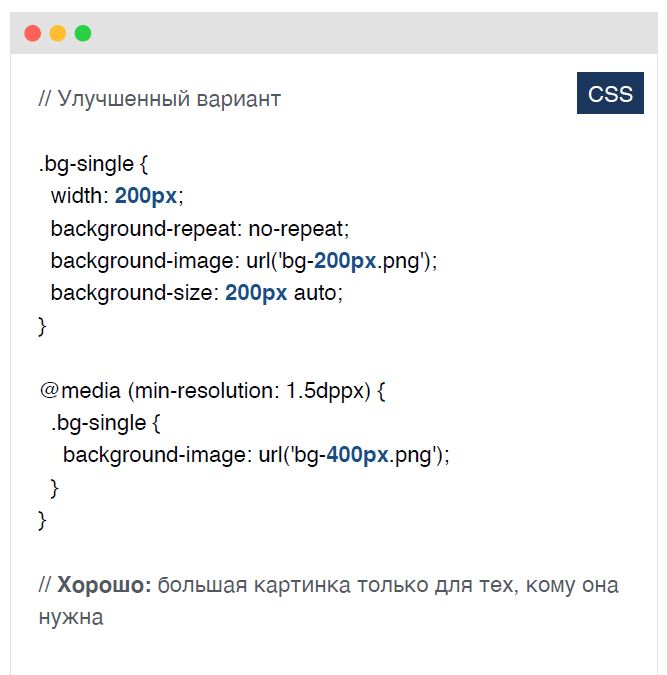 CSS
// Улучшенный вариант
.bg-single {
width: 200px;
background-repeat: no-repeat;
background-image: url('bg-200px.png');
background-size: 200px auto;
}
@media (min-resolution: 1.5dppx) {
.bg-single {
background-image: url('bg-400px.png');
}
}
// Хорошо: большая картинка только для тех, кому она
нужна